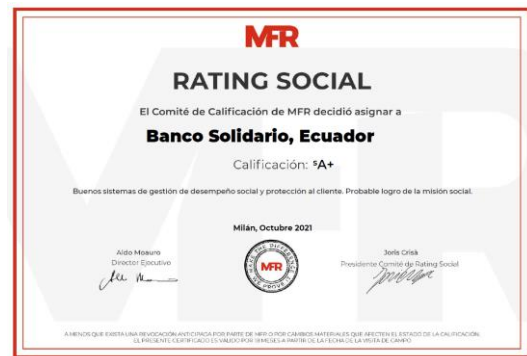 MFR
RATING SOCIAL
El Comité de Calificación de MFR decidió asignar a
Banco Solidario, Ecuador
Calificación: sA+
Buenos sistemas de gestión de desempeño social y protección al cliente. Probable logro de la misión social.
Milán, Octubre 2021
Aldo Moauro
Director Ejecutivo
MFR
Joris Crisà
Presidente Comité de Rating Social
A MENOS QUE EXISTA UNA REVOCACIÓN ANTICIPADA POR PARTE DE MFR O POR CAMBIOS MATERIALES QUE AFECTEN EL ESTADO DE LA CALIFICACIÓN,
EL PRESENTE CERTIFICADO ES VÁLIDO POR 18 MESES A PARTIR DE LA FECHA DE LA VISITA DE CAMPO